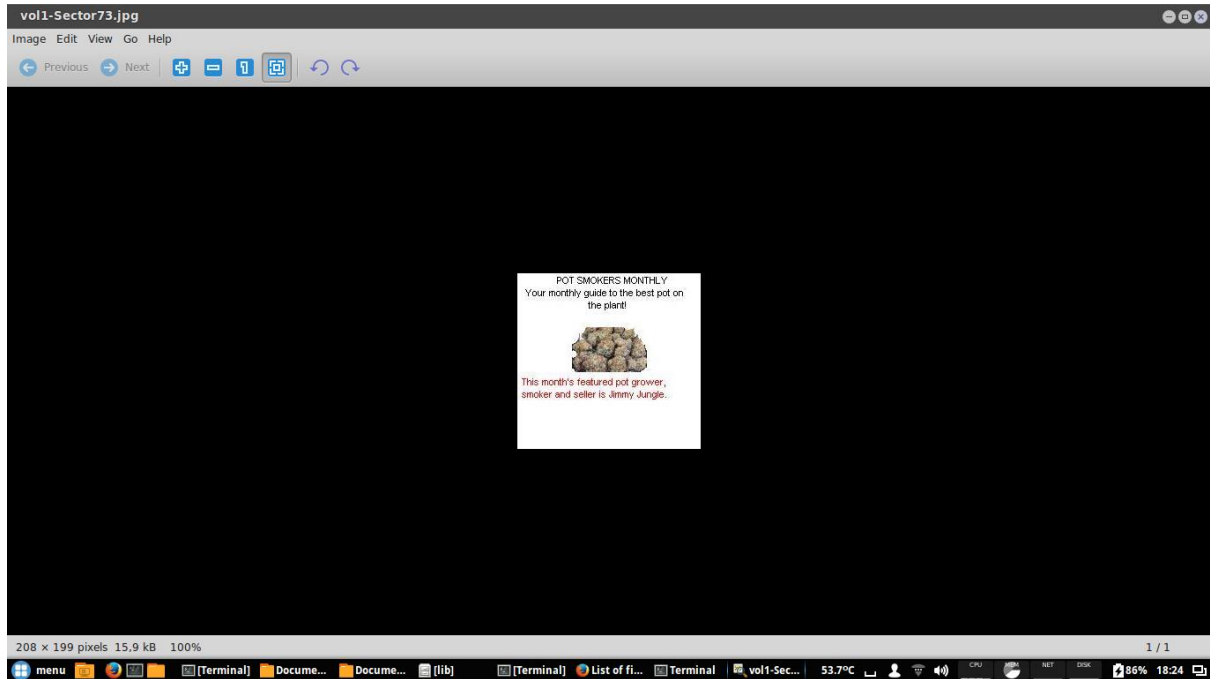 vol1-Sector73.jpg
Image Edit View Go Help
Previous Next
POT SMOKERS MONTHLY
Your monthly guide to the best pot on
the plant!
This month's featured pot grower,
smoker and seller is Jimmy Jungle.
208 × 199 pixels 15,9 kB 100%
1 / 1
menu [Terminal] Docume... Docume... [lib] [Terminal] List of fi... Terminal vol1-Sec... 53.7ºC CPU MEM NET DISK 86% 18:24